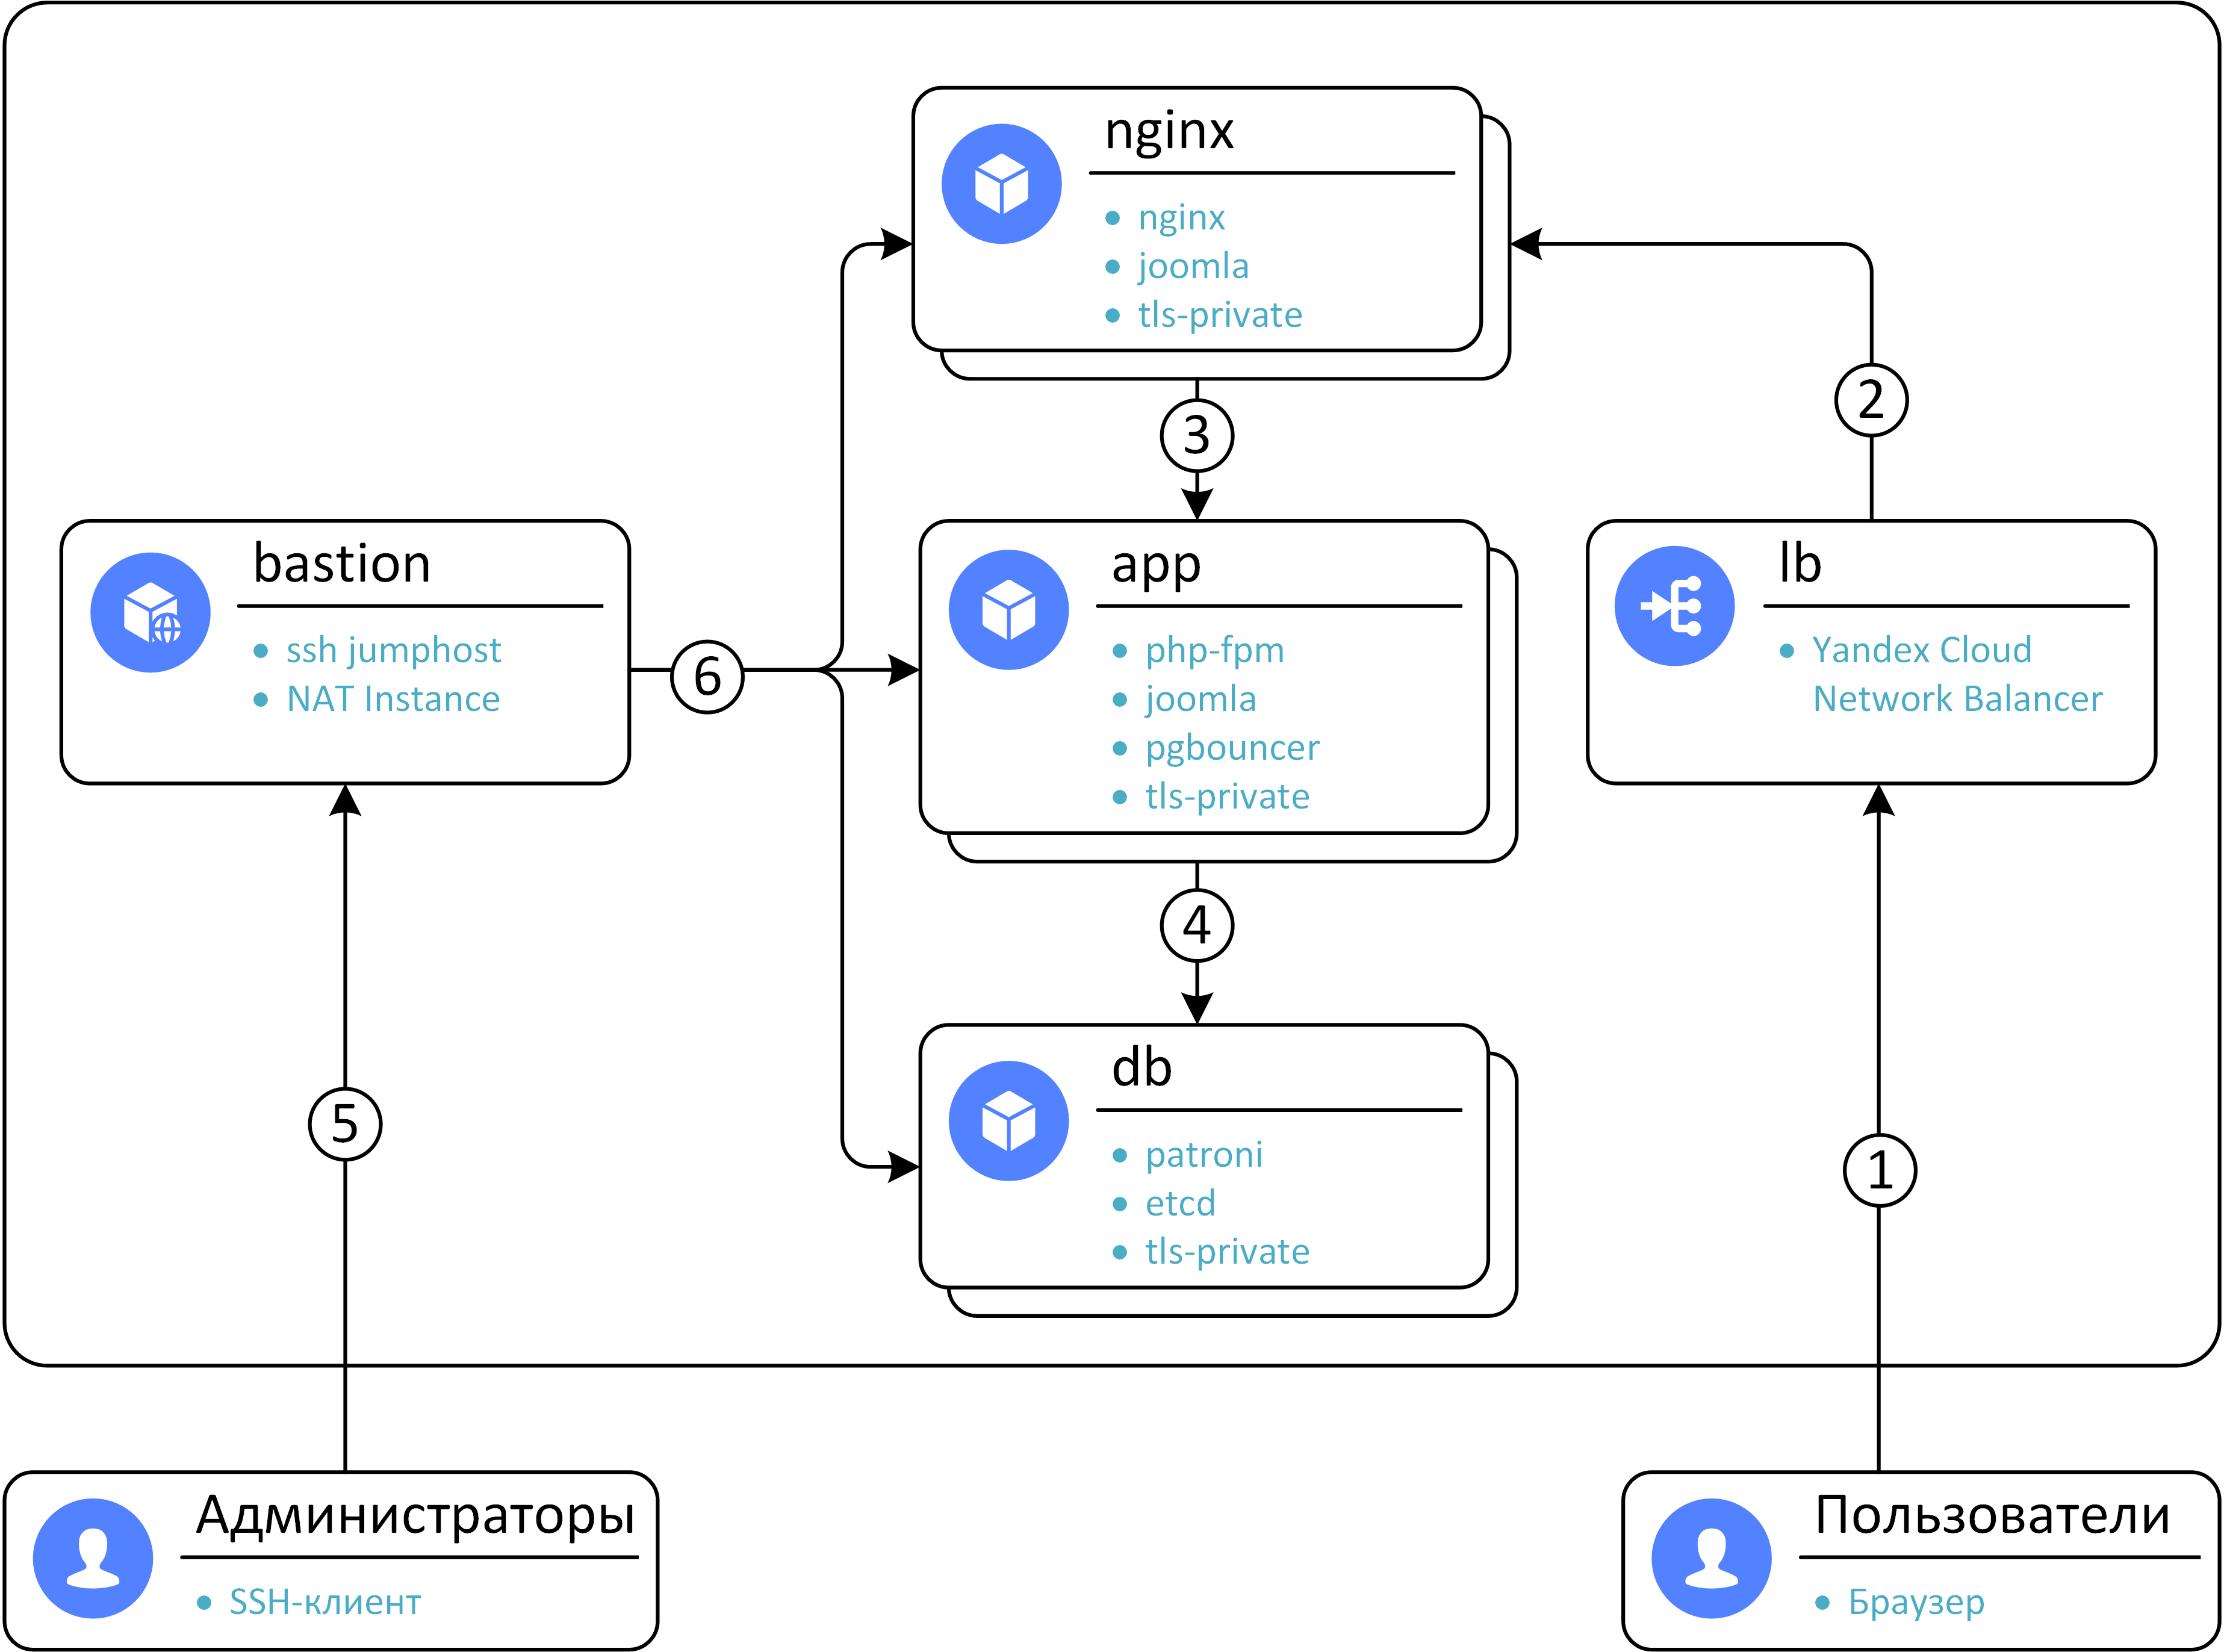 nginx
nginx
joomla
tls-private
2
3
bastion
ssh jumphost
NAT Instance
6
app
php-fpm
joomla
pgbouncer
tls-private
lb
Yandex Cloud
Network Balancer
4
db
patroni
etcd
tls-private
5
1
Администраторы
SSH-клиент
Пользователи
Браузер